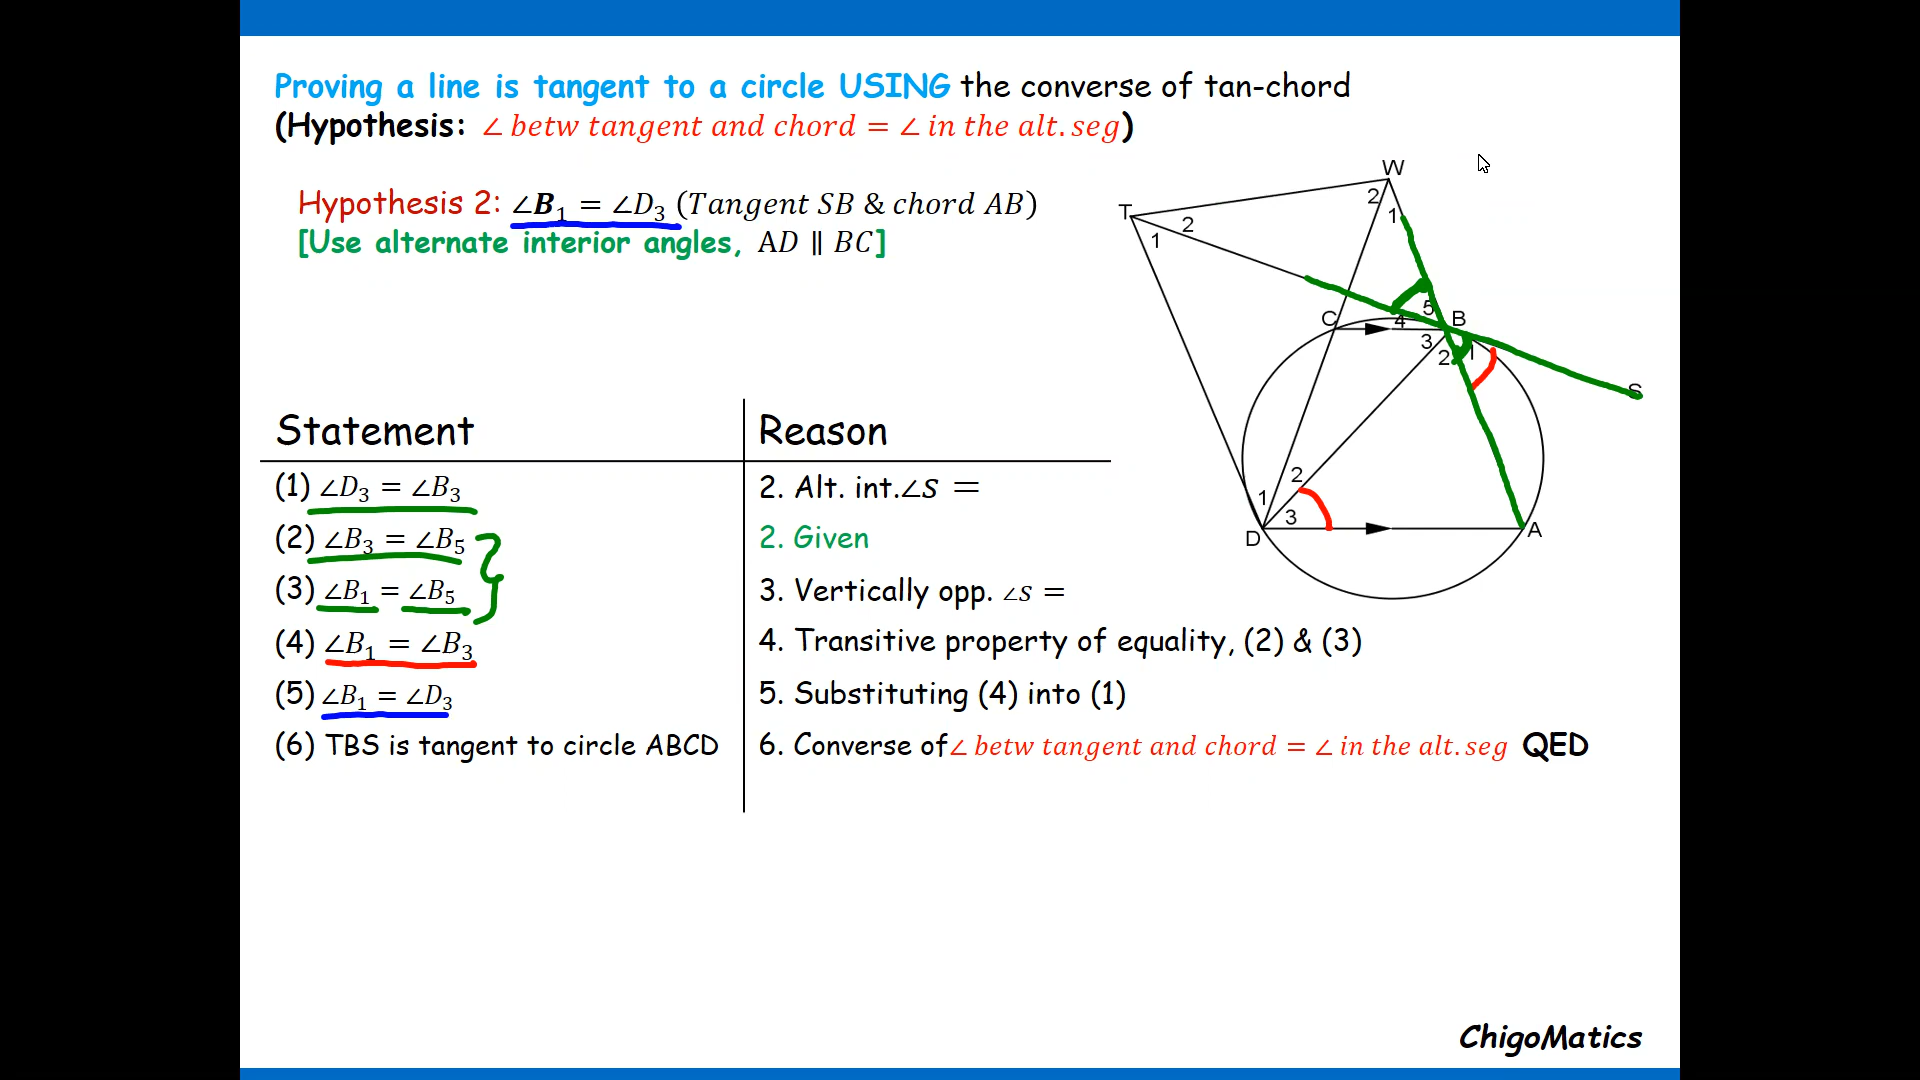 Proving a line is tangent to a circle USING the converse of tan-chord
(Hypothesis: ∠ betw tangent and chord = ∠ in the alt. seg)
Hypothesis 2: ∠B₁ = ∠D₃ (Tangent SB & chord AB)
[Use alternate interior angles, AD ∥ BC]
W
2
1
T
2
1
5
C
4
B
3
2
1
S
2
1
3
D
A
Statement Reason
(1) ∠D₃ = ∠B₃ 2. Alt. int.∠s =
(2) ∠B₃ = ∠B₅ 2. Given
(3) ∠B₁ = ∠B₅ 3. Vertically opp. ∠s =
(4) ∠B₁ = ∠B₃ 4. Transitive property of equality, (2) & (3)
(5) ∠B₁ = ∠D₃ 5. Substituting (4) into (1)
(6) TBS is tangent to circle ABCD 6. Converse of∠ betw tangent and chord = ∠ in the alt. seg QED
ChigoMatics